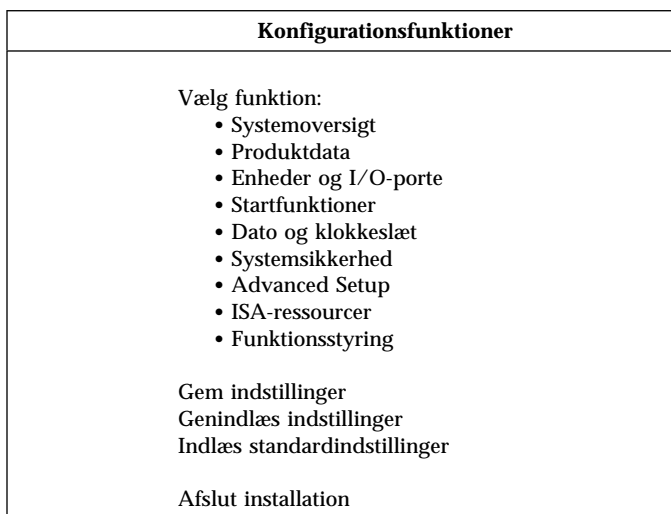 Konfigurationsfunktioner
Vælg funktion:
• Systemoversigt
• Produktdata
• Enheder og I/O-porte
• Startfunktioner
• Dato og klokkeslæt
• Systemsikkerhed
• Advanced Setup
• ISA-ressourcer
• Funktionsstyring
Gem indstillinger
Genindlæs indstillinger
Indlæs standardindstillinger
Afslut installation